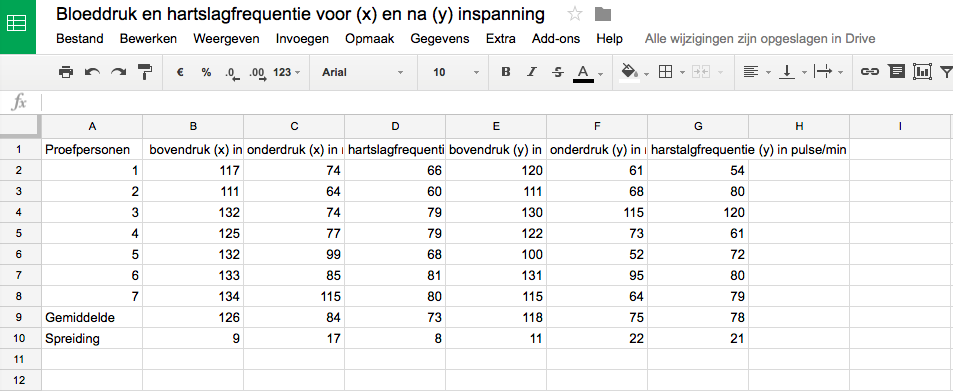 Bloeddruk en hartslagfrequentie voor (x) en na (y) inspanning
Bestand Bewerken Weergeven Invoegen Opmaak Gegevens Extra Add-ons Help Alle wijzigingen zijn opgeslagen in Drive
€ % .0 .00 123 Arial 10 B I S A
fx
A B C D E F G H I
1 Proefpersonen bovendruk (x) in onderdruk (x) in hartslagfrequenti bovendruk (y) in onderdruk (y) in harstalgfrequentie (y) in pulse/min
2 1 117 74 66 120 61 54
3 2 111 64 60 111 68 80
4 3 132 74 79 130 115 120
5 4 125 77 79 122 73 61
6 5 132 99 68 100 52 72
7 6 133 85 81 131 95 80
8 7 134 115 80 115 64 79
9 Gemiddelde 126 84 73 118 75 78
10 Spreiding 9 17 8 11 22 21
11
12